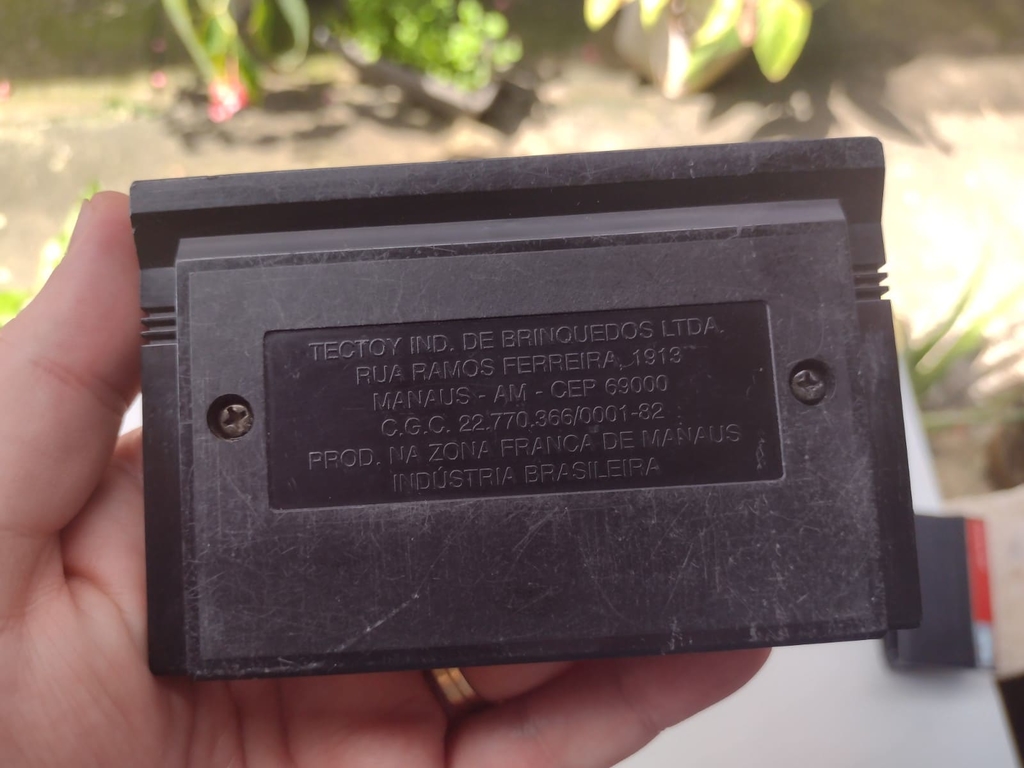 TECTOY IND. DE BRINQUEDOS LTDA.
RUA RAMOS FERREIRA, 1913
MANAUS - AM - CEP 69000
C.G.C. 22.770.366/0001-82
PROD. NA ZONA FRANCA DE MANAUS
INDÚSTRIA BRASILEIRA